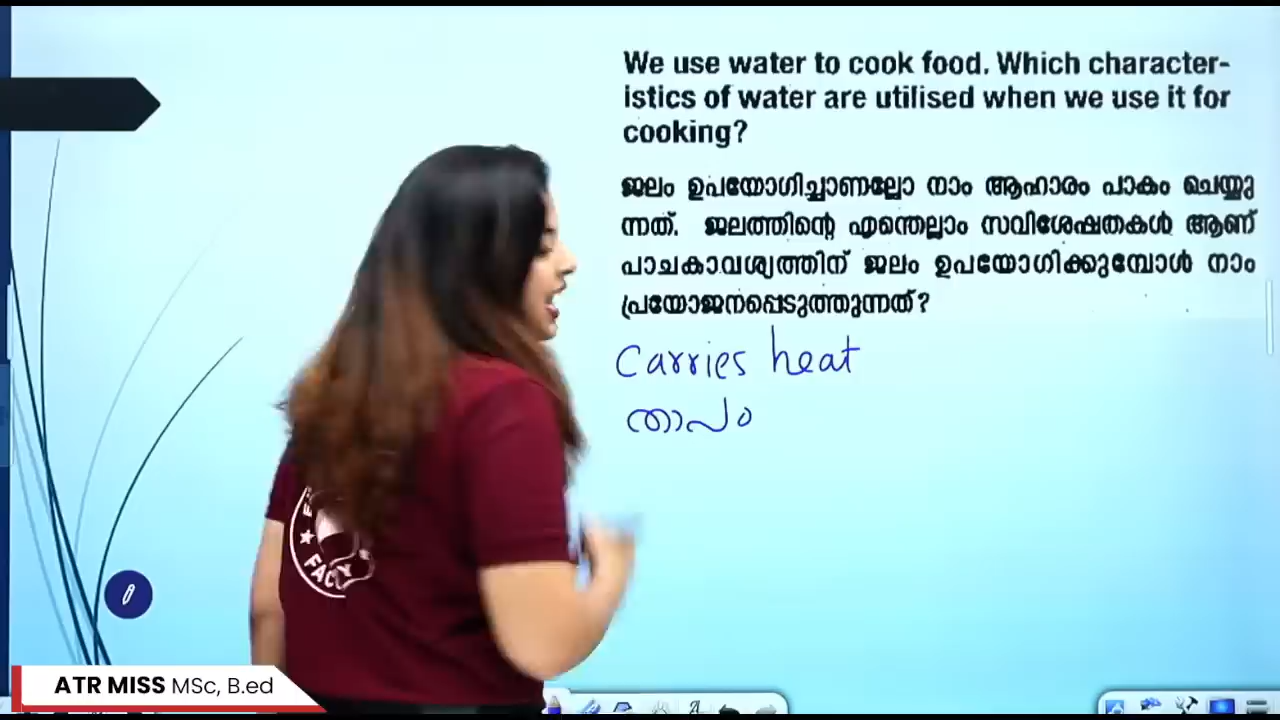 We use water to cook food. Which character-
istics of water are utilised when we use it for
cooking?
ജലം ഉപയോഗിച്ചാണല്ലോ നാം ആഹാരം പാകം ചെയ്യു
ന്നത്. ജലത്തിന്റെ എന്തെല്ലാം സവിശേഷതകൾ ആണ്
പാചകാവശ്യത്തിന് ജലം ഉപയോഗിക്കുമ്പോൾ നാം
പ്രയോജനപ്പെടുത്തുന്നത്?
Carries heat
താപം
ATR MISS MSc, B.ed